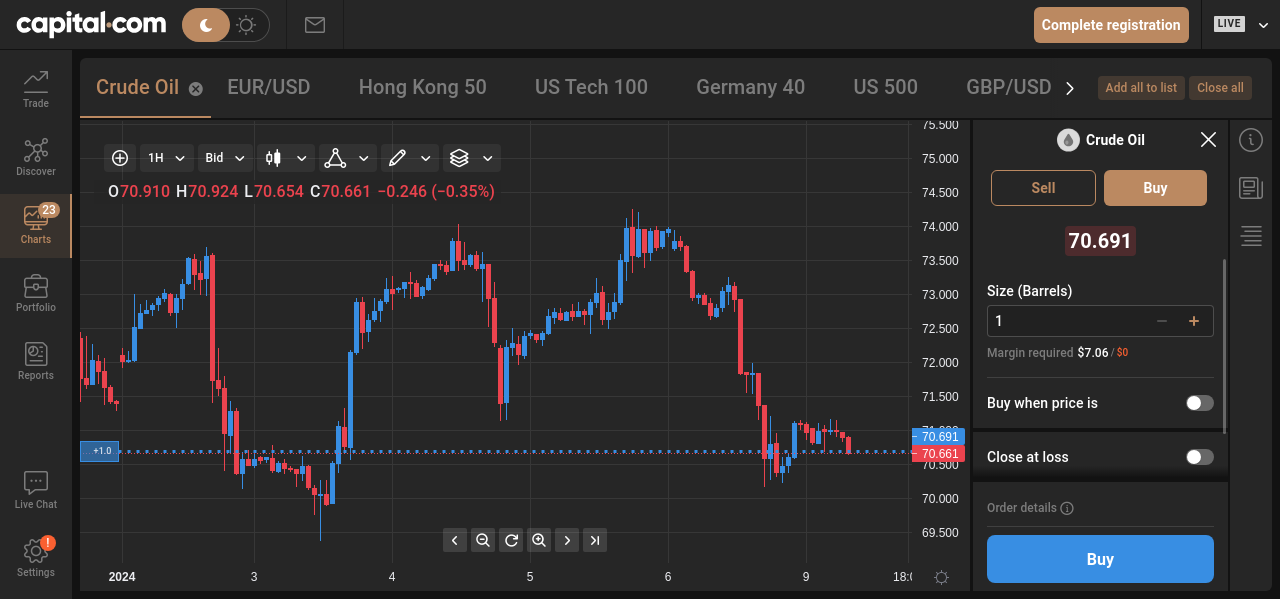 capital.com
Complete registration
LIVE
Trade
Discover
23
Charts
Portfolio
Reports
Live Chat
!
Settings
Crude Oil
EUR/USD
Hong Kong 50
US Tech 100
Germany 40
US 500
GBP/USD
Add all to list
Close all
1H
Bid
O70.910 H70.924 L70.654 C70.661 −0.246 (−0.35%)
75.500
75.000
74.500
74.000
73.500
73.000
72.500
72.000
71.500
70.691
70.661
70.500
70.000
69.500
+1.0
2024
3
4
5
6
9
Crude Oil
Sell
Buy
70.691
Size (Barrels)
1
Margin required $7.06 / $0
Buy when price is
Close at loss
Order details
Buy